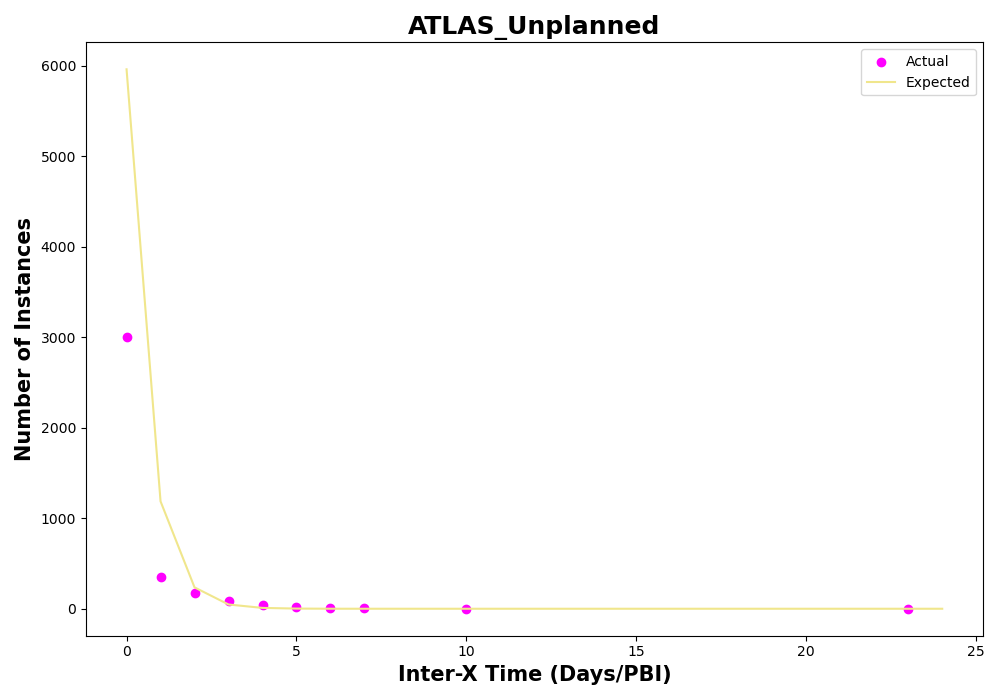 ATLAS_Unplanned
Actual
Expected
6000
5000
4000
3000
2000
1000
0
Number of Instances
0
5
10
15
20
25
Inter-X Time (Days/PBI)